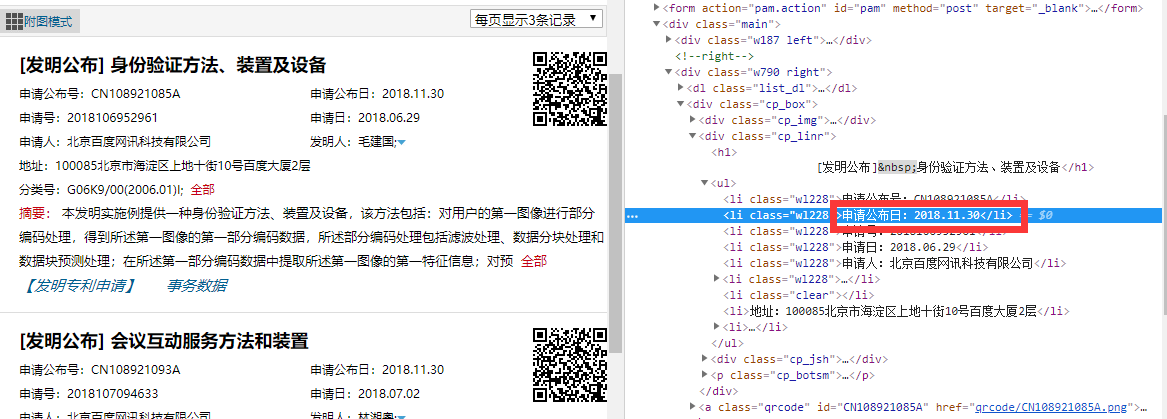 附图模式
每页显示3条记录
[发明公布] 身份验证方法、装置及设备
申请公布号：CN108921085A
申请公布日：2018.11.30
申请号：2018106952961
申请日：2018.06.29
申请人：北京百度网讯科技有限公司
发明人：毛建国;
地址：100085北京市海淀区上地十街10号百度大厦2层
分类号：G06K9/00(2006.01)I; 全部
摘要： 本发明实施例提供一种身份验证方法、装置及设备，该方法包括：对用户的第一图像进行部分
编码处理，得到所述第一图像的第一部分编码数据，所述部分编码处理包括滤波处理、数据分块处理和
数据块预测处理；在所述第一部分编码数据中提取所述第一图像的第一特征信息；对预 全部
【发明专利申请】 事务数据
[发明公布] 会议互动服务方法和装置
申请公布号：CN108921093A
申请公布日：2018.11.30
申请号：2018107094633
申请日：2018.07.02
申请人：北京百度网讯科技有限公司
<form action="pam.action" id="pam" method="post" target="_blank">…</form>
<div class="main">
<div class="w187 left">…</div>
<!--right-->
<div class="w790 right">
<dl class="list_dl">…</dl>
<div class="cp_box">
<div class="cp_img">…</div>
<div class="cp_linr">
<h1>
[发明公布]&nbsp;身份验证方法、装置及设备</h1>
<ul>
<li class="wl228">申请公布号：CN108921085A</li>
<li class="wl228">申请公布日：2018.11.30</li> == $0
<li class="wl228">申请号：2018106952961</li>
<li class="wl228">申请日：2018.06.29</li>
<li class="wl228">申请人：北京百度网讯科技有限公司</li>
<li class="wl228">…</li>
<li class="clear"></li>
<li>地址：100085北京市海淀区上地十街10号百度大厦2层</li>
<li>…</li>
</ul>
<div class="cp_jsh">…</div>
<p class="cp_botsm">…</p>
</div>
<a class="qrcode" id="CN108921085A" href="qrcode/CN108921085A.png">…